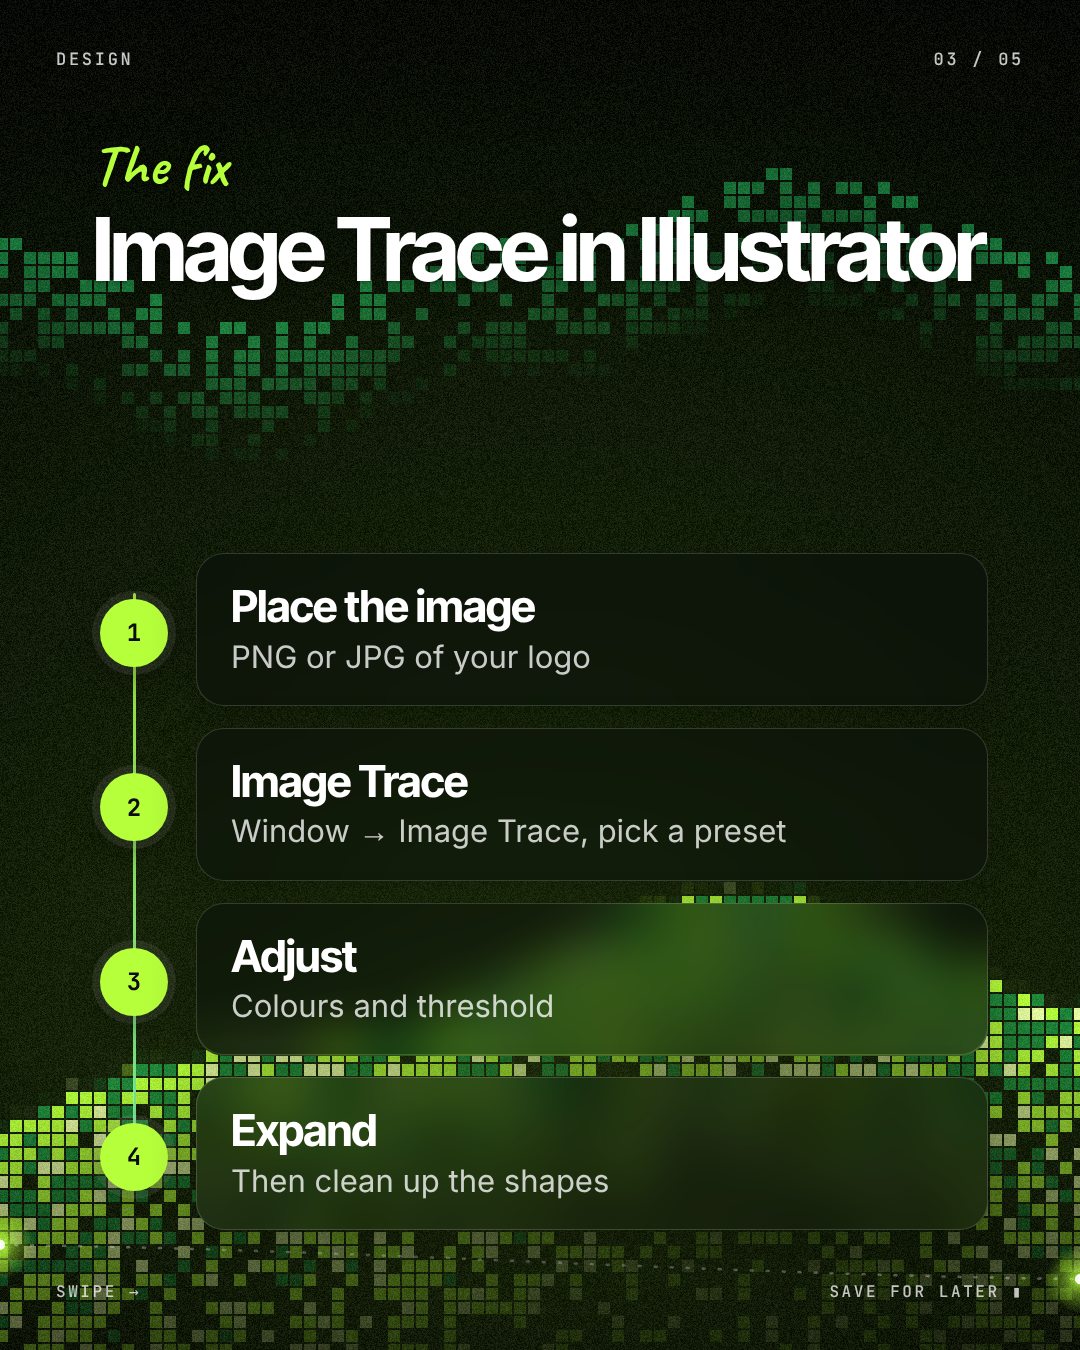 DESIGN
03 / 05
The fix
Image Trace in Illustrator
1
Place the image
PNG or JPG of your logo
2
Image Trace
Window → Image Trace, pick a preset
3
Adjust
Colours and threshold
4
Expand
Then clean up the shapes
SWIPE →
SAVE FOR LATER ▮